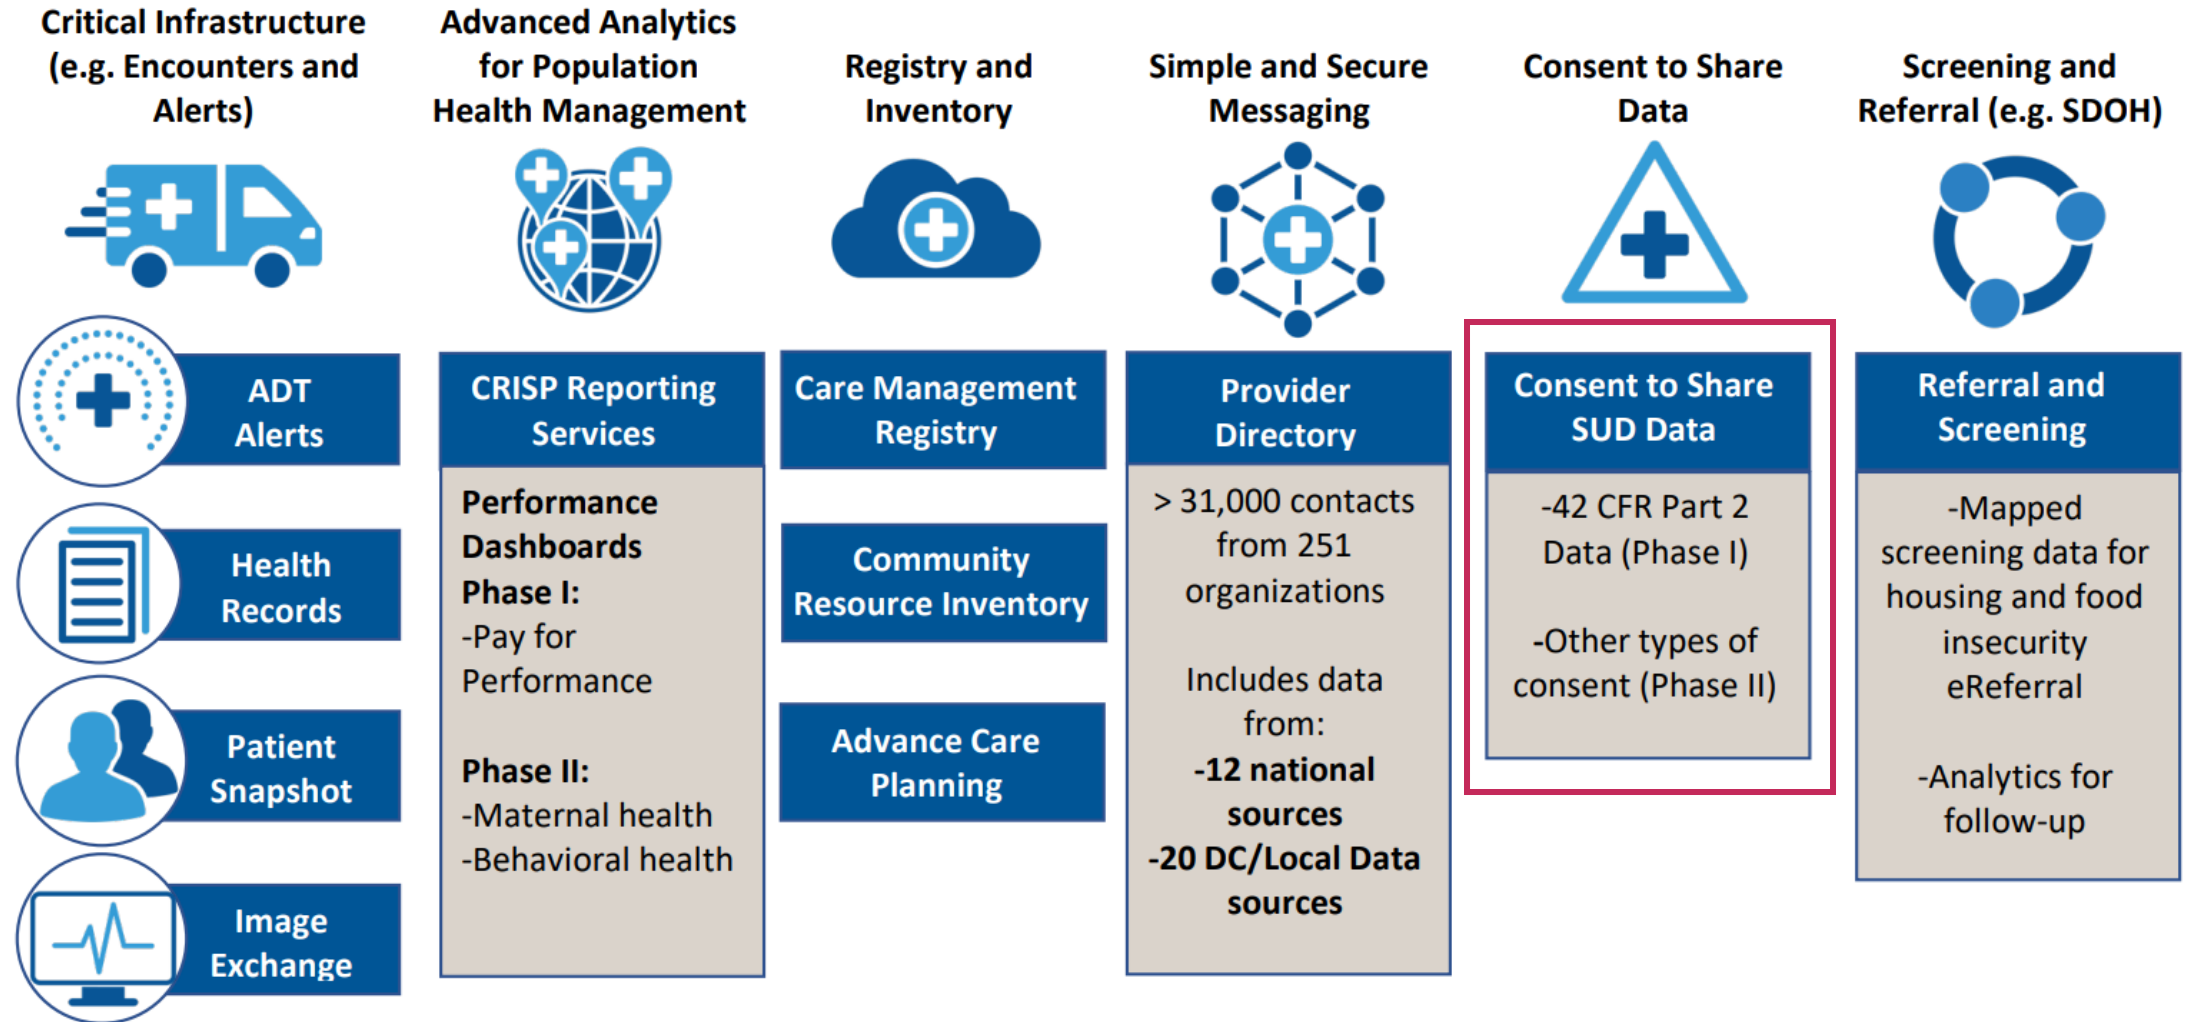 Critical Infrastructure
(e.g. Encounters and
Alerts)
ADT
Alerts
Health
Records
Patient
Snapshot
Image
Exchange
Advanced Analytics
for Population
Health Management
CRISP Reporting
Services
Performance
Dashboards
Phase I:
-Pay for
Performance
Phase II:
-Maternal health
-Behavioral health
Registry and
Inventory
Care Management
Registry
Community
Resource Inventory
Advance Care
Planning
Simple and Secure
Messaging
Provider
Directory
> 31,000 contacts
from 251
organizations
Includes data
from:
-12 national
sources
-20 DC/Local Data
sources
Consent to Share
Data
Consent to Share
SUD Data
-42 CFR Part 2
Data (Phase I)
-Other types of
consent (Phase II)
Screening and
Referral (e.g. SDOH)
Referral and
Screening
-Mapped
screening data for
housing and food
insecurity
eReferral
-Analytics for
follow-up